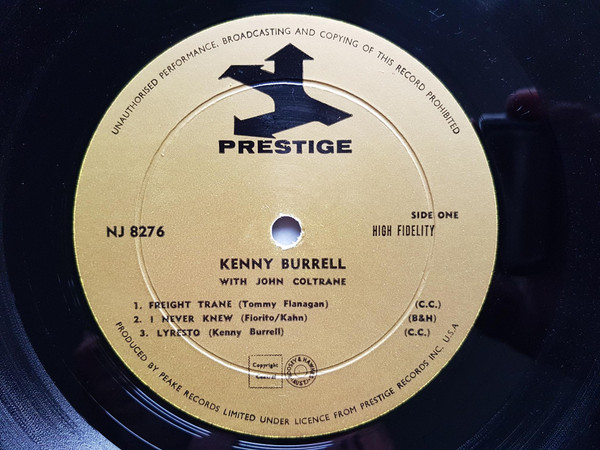 UNAUTHORISED PERFORMANCE, BROADCASTING AND COPYING OF THIS RECORD PROHIBITED
PRESTIGE
SIDE ONE
NJ 8276
HIGH FIDELITY
KENNY BURRELL
WITH JOHN COLTRANE
1. FREIGHT TRANE (Tommy Flanagan) (C.C.)
2. I NEVER KNEW (Fiorito/Kahn) (B&H)
3. LYRESTO (Kenny Burrell) (C.C.)
Copyright
Control
PRODUCED BY PEAKE RECORDS LIMITED UNDER LICENCE FROM PRESTIGE RECORDS INC. U.S.A